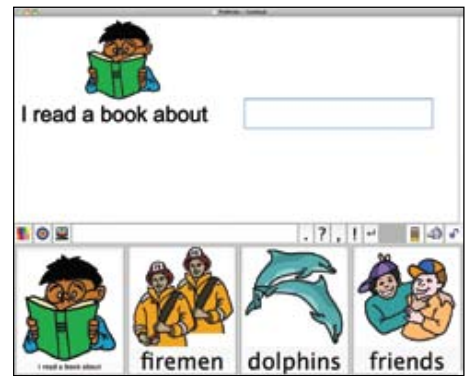 I read a book about
. ? , !
I read a book about
firemen
dolphins
friends